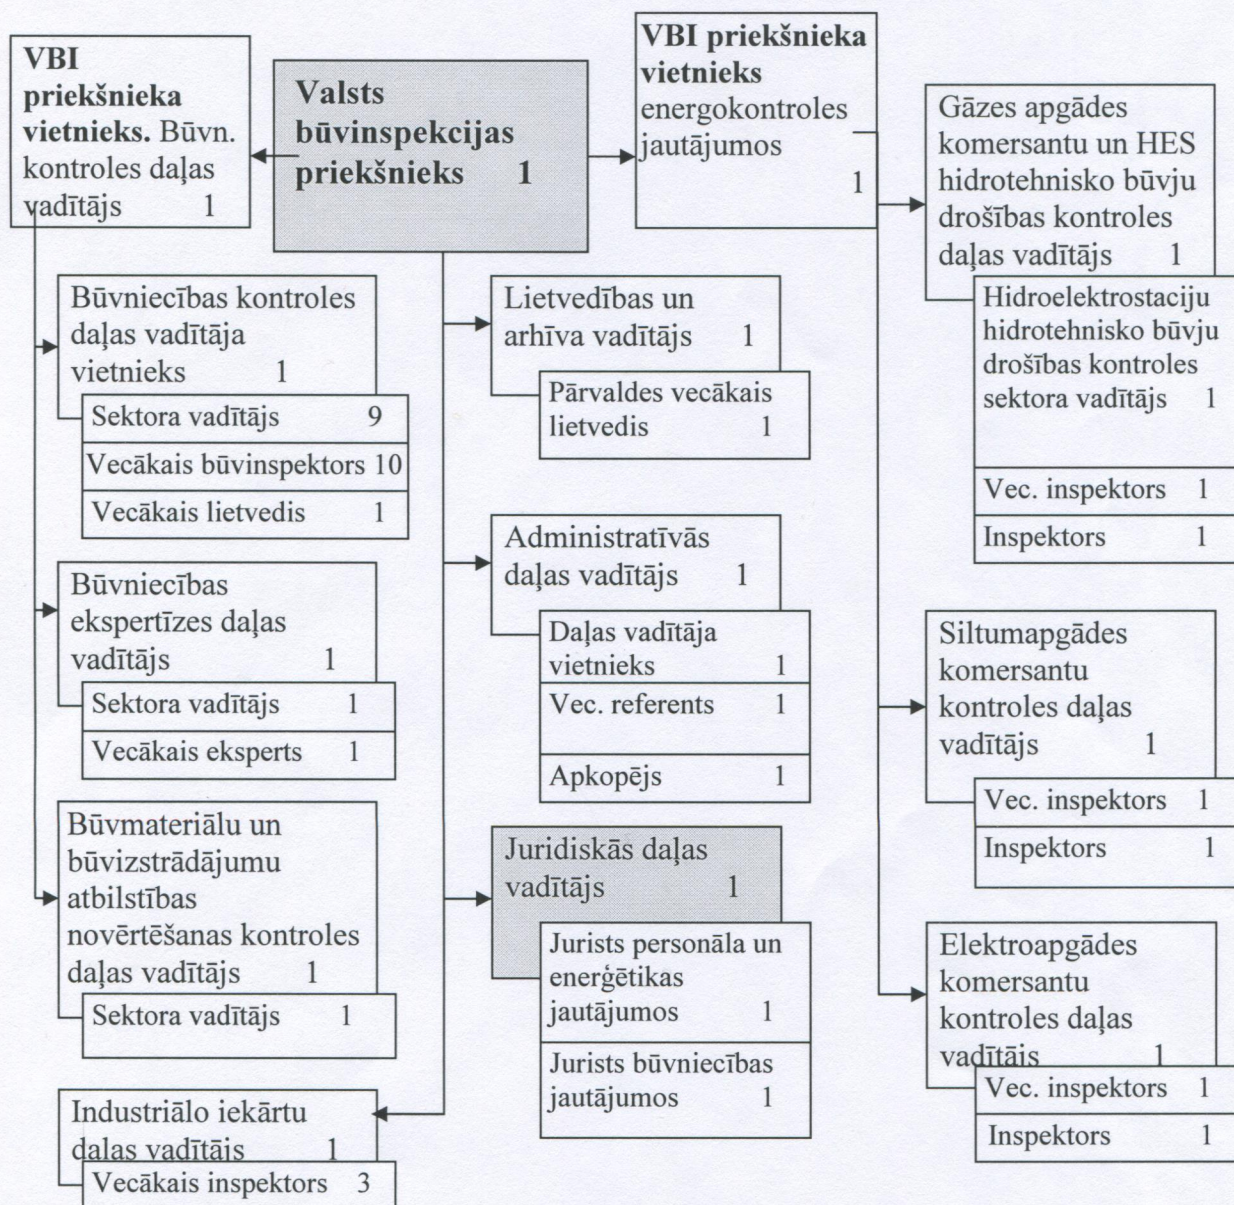 VBI
priekšnieka
vietnieks. Būvn.
kontroles daļas
vadītājs 1
Valsts
būvinspekcijas
priekšnieks 1
VBI priekšnieka
vietnieks
energokontroles
jautājumos
1
Būvniecības kontroles
daļas vadītāja
vietnieks 1
Sektora vadītājs 9
Vecākais būvinspektors 10
Vecākais lietvedis 1
Būvniecības
ekspertīzes daļas
vadītājs 1
Sektora vadītājs 1
Vecākais eksperts 1
Būvmateriālu un
būvizstrādājumu
atbilstības
novērtēšanas kontroles
daļas vadītājs 1
Sektora vadītājs 1
Industriālo iekārtu
daļas vadītājs 1
Vecākais inspektors 3
Lietvedības un
arhīva vadītājs 1
Pārvaldes vecākais
lietvedis 1
Administratīvās
daļas vadītājs 1
Daļas vadītāja
vietnieks 1
Vec. referents 1
Apkopējs 1
Juridiskās daļas
vadītājs 1
Jurists personāla un
enerģētikas
jautājumos 1
Jurists būvniecības
jautājumos 1
Gāzes apgādes
komersantu un HES
hidrotehnisko būvju
drošības kontroles
daļas vadītājs 1
Hidroelektrostaciju
hidrotehnisko būvju
drošības kontroles
sektora vadītājs 1
Vec. inspektors 1
Inspektors 1
Siltumapgādes
komersantu
kontroles daļas
vadītājs 1
Vec. inspektors 1
Inspektors 1
Elektroapgādes
komersantu
kontroles daļas
vadītājs 1
Vec. inspektors 1
Inspektors 1